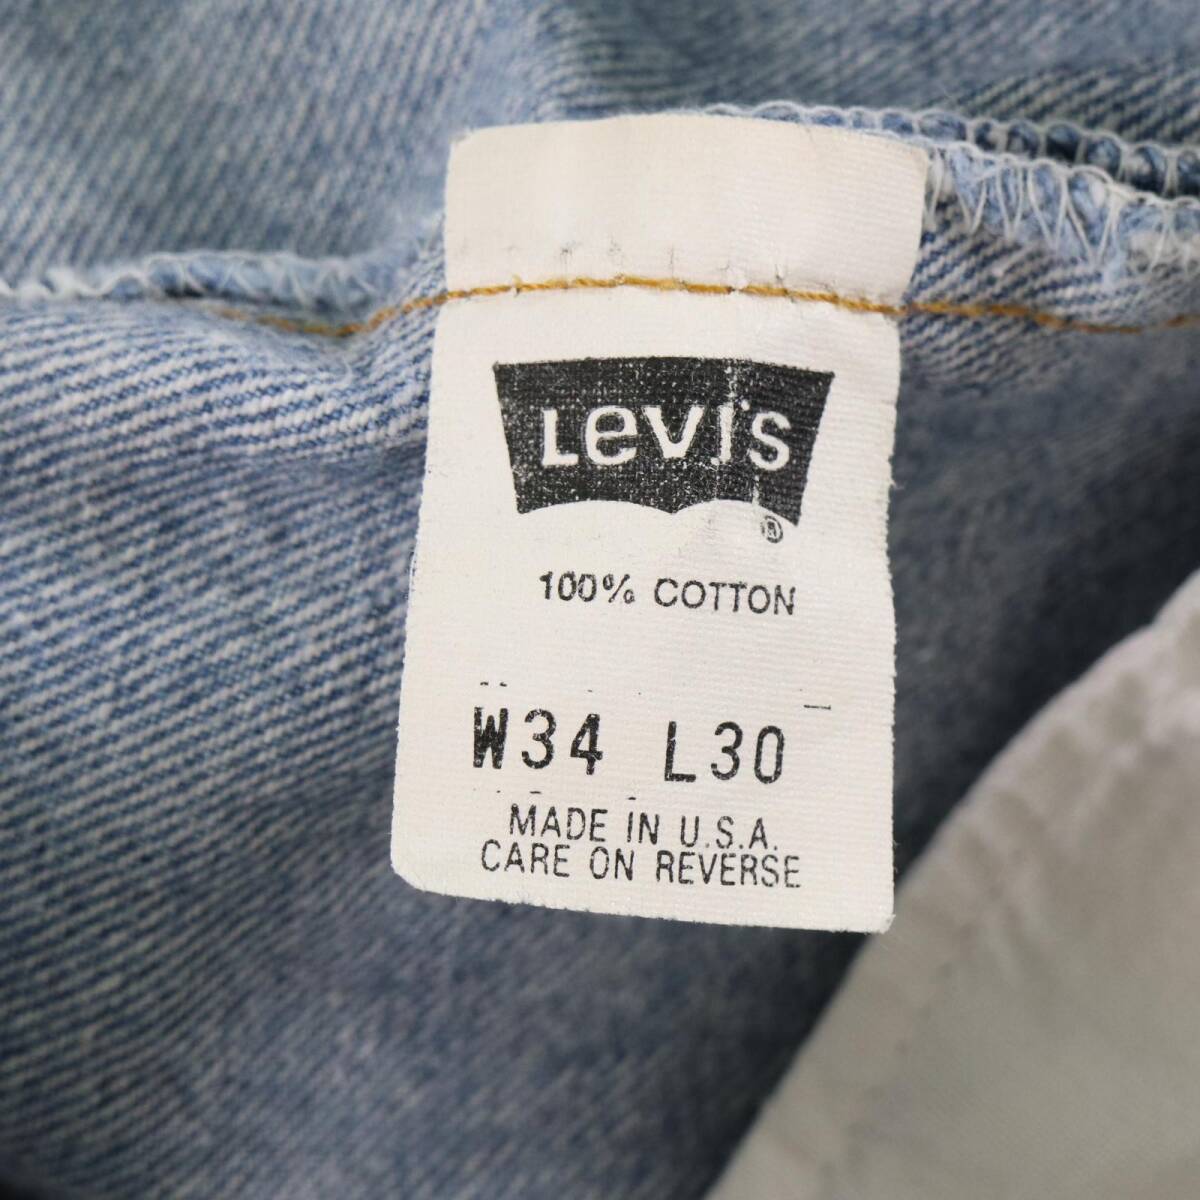 Levi's
®
100% COTTON
W34 L30
MADE IN U.S.A.
CARE ON REVERSE